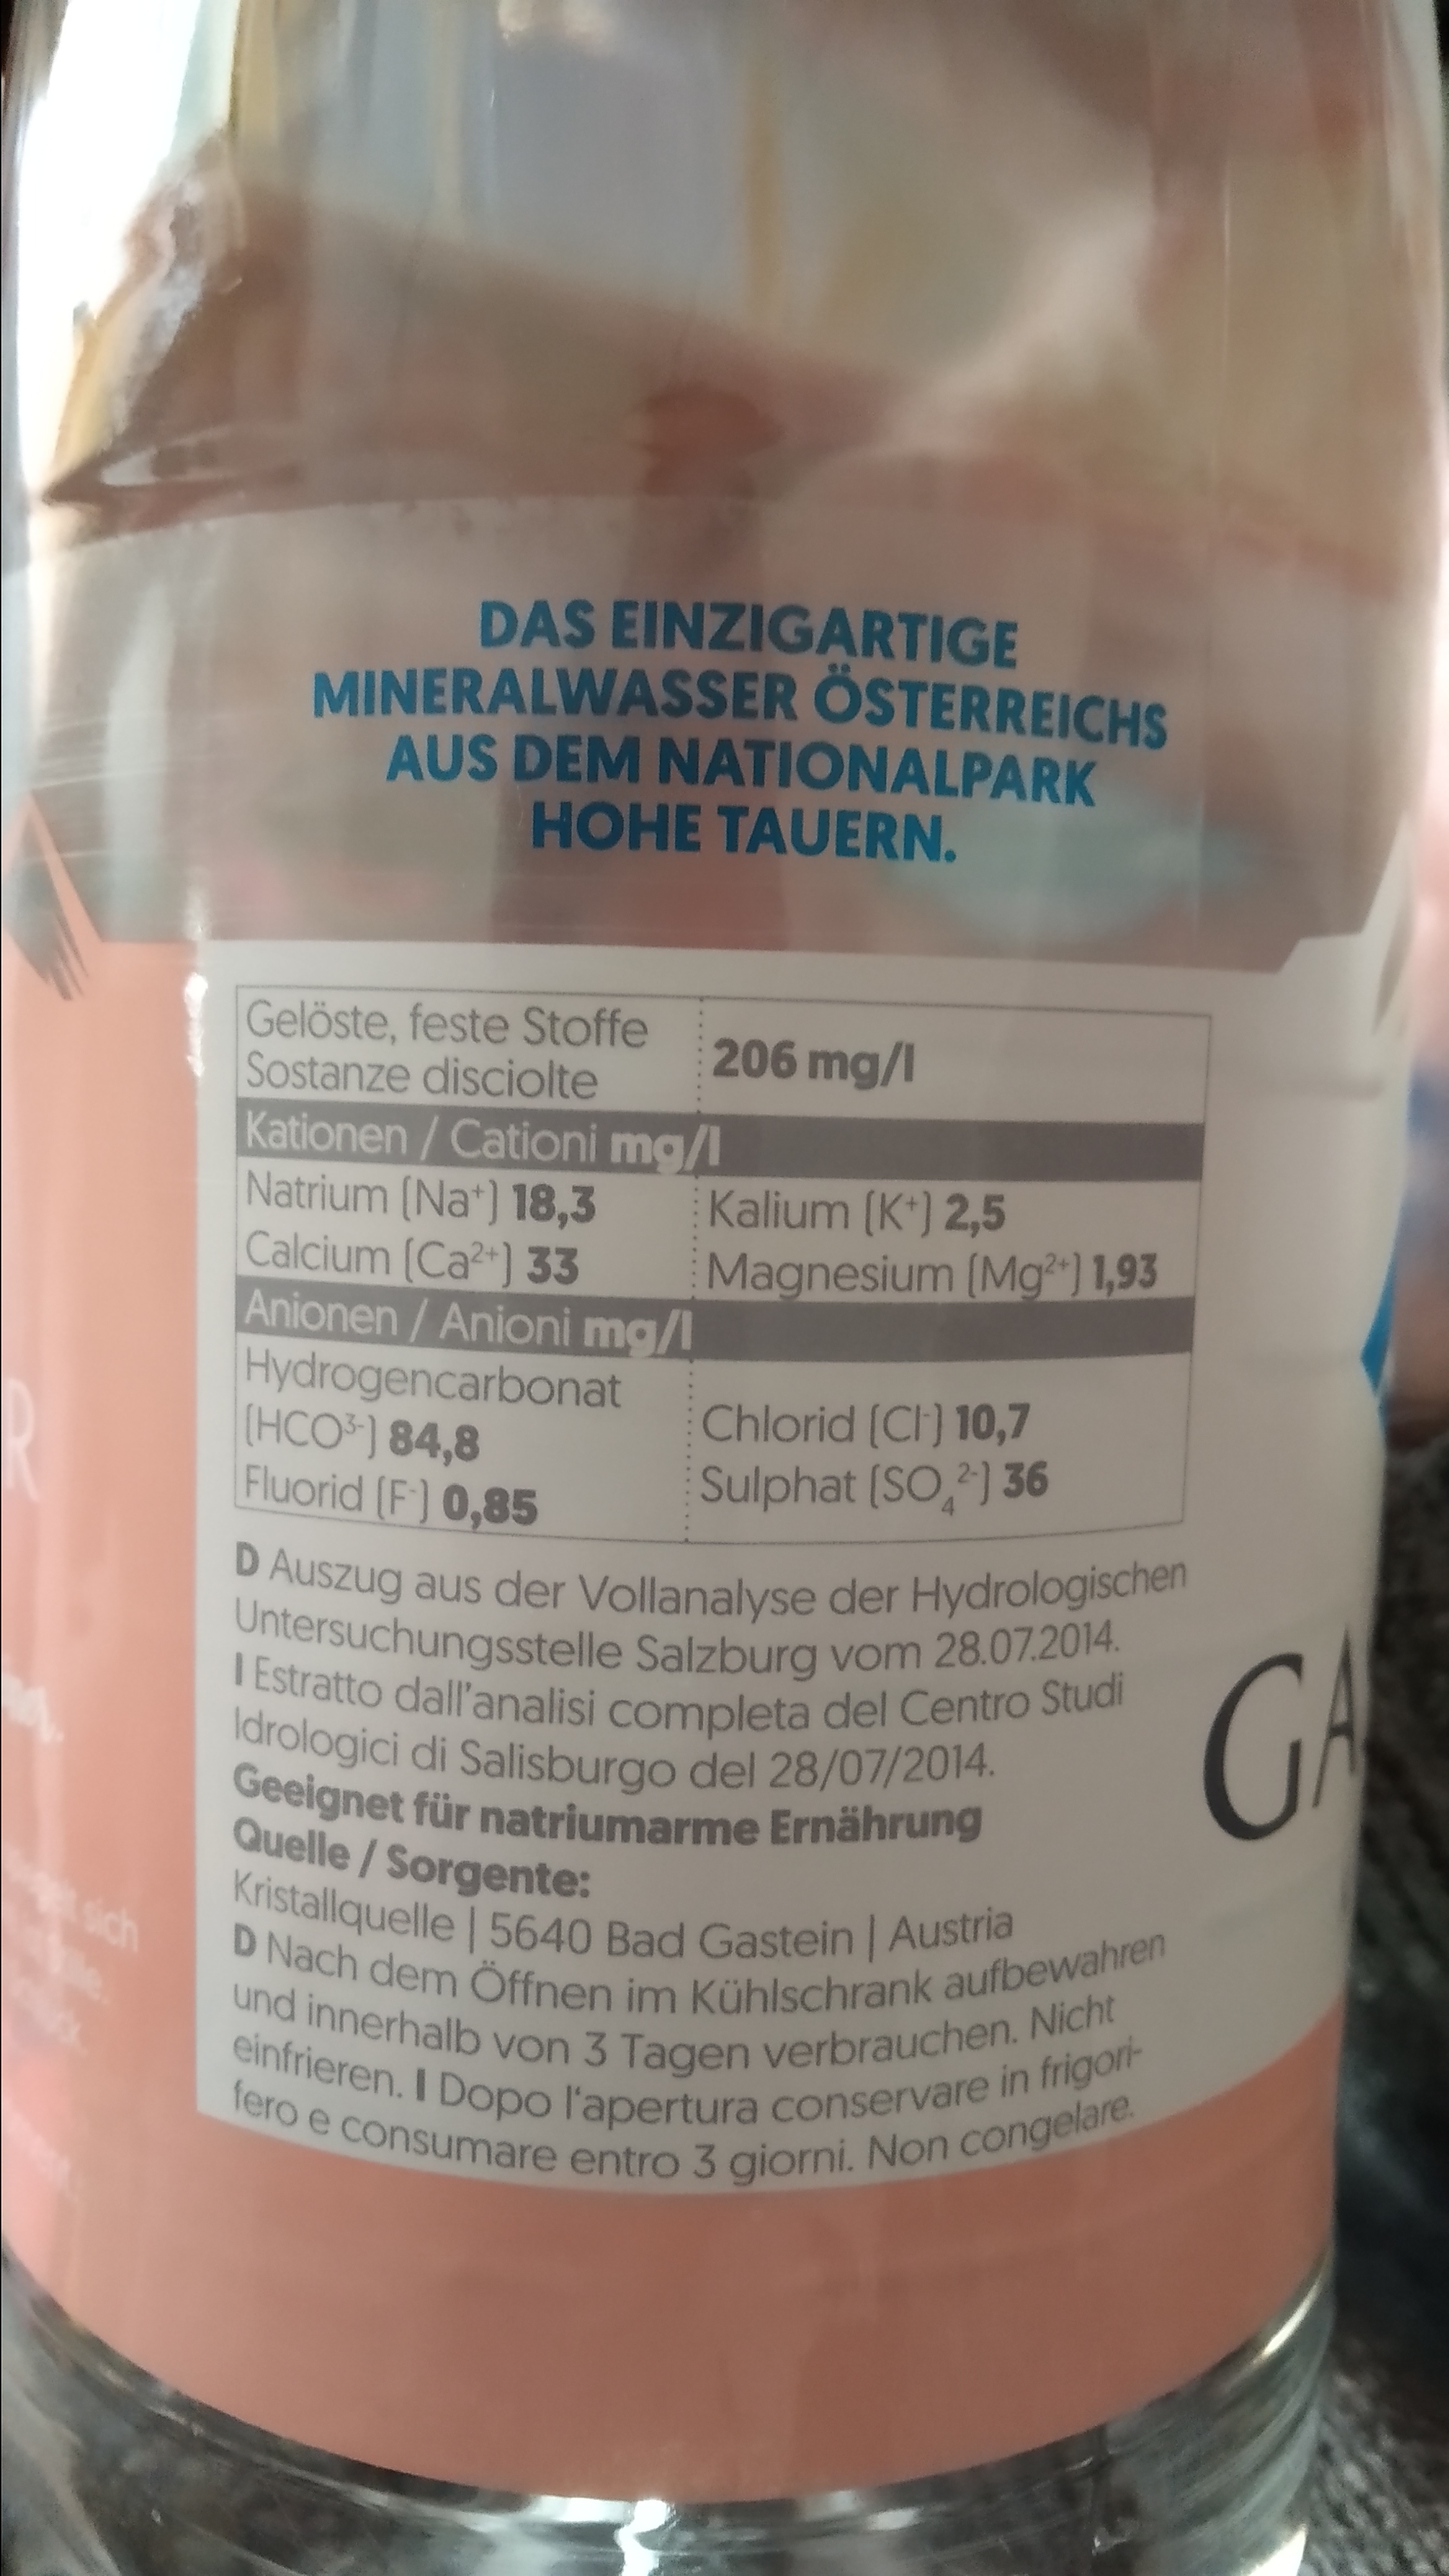 DAS EINZIGARTIGE
MINERALWASSER ÖSTERREICHS
AUS DEM NATIONALPARK
HOHE TAUERN.
Gelöste, feste Stoffe
Sostanze disciolte
206 mg/l
Kationen / Cationi mg/l
Natrium (Na⁺) 18,3
Kalium (K⁺) 2,5
Calcium (Ca²⁺) 33
Magnesium (Mg²⁺) 1,93
Anionen / Anioni mg/l
Hydrogencarbonat
(HCO³⁻) 84,8
Chlorid (Cl⁻) 10,7
Fluorid (F⁻) 0,85
Sulphat (SO₄²⁻) 36
D Auszug aus der Vollanalyse der Hydrologischen
Untersuchungsstelle Salzburg vom 28.07.2014.
I Estratto dall'analisi completa del Centro Studi
Idrologici di Salisburgo del 28/07/2014.
Geeignet für natriumarme Ernährung
Quelle / Sorgente:
Kristallquelle | 5640 Bad Gastein | Austria
D Nach dem Öffnen im Kühlschrank aufbewahren
und innerhalb von 3 Tagen verbrauchen. Nicht
einfrieren. I Dopo l'apertura conservare in frigori-
fero e consumare entro 3 giorni. Non congelare.
GA
R
sich